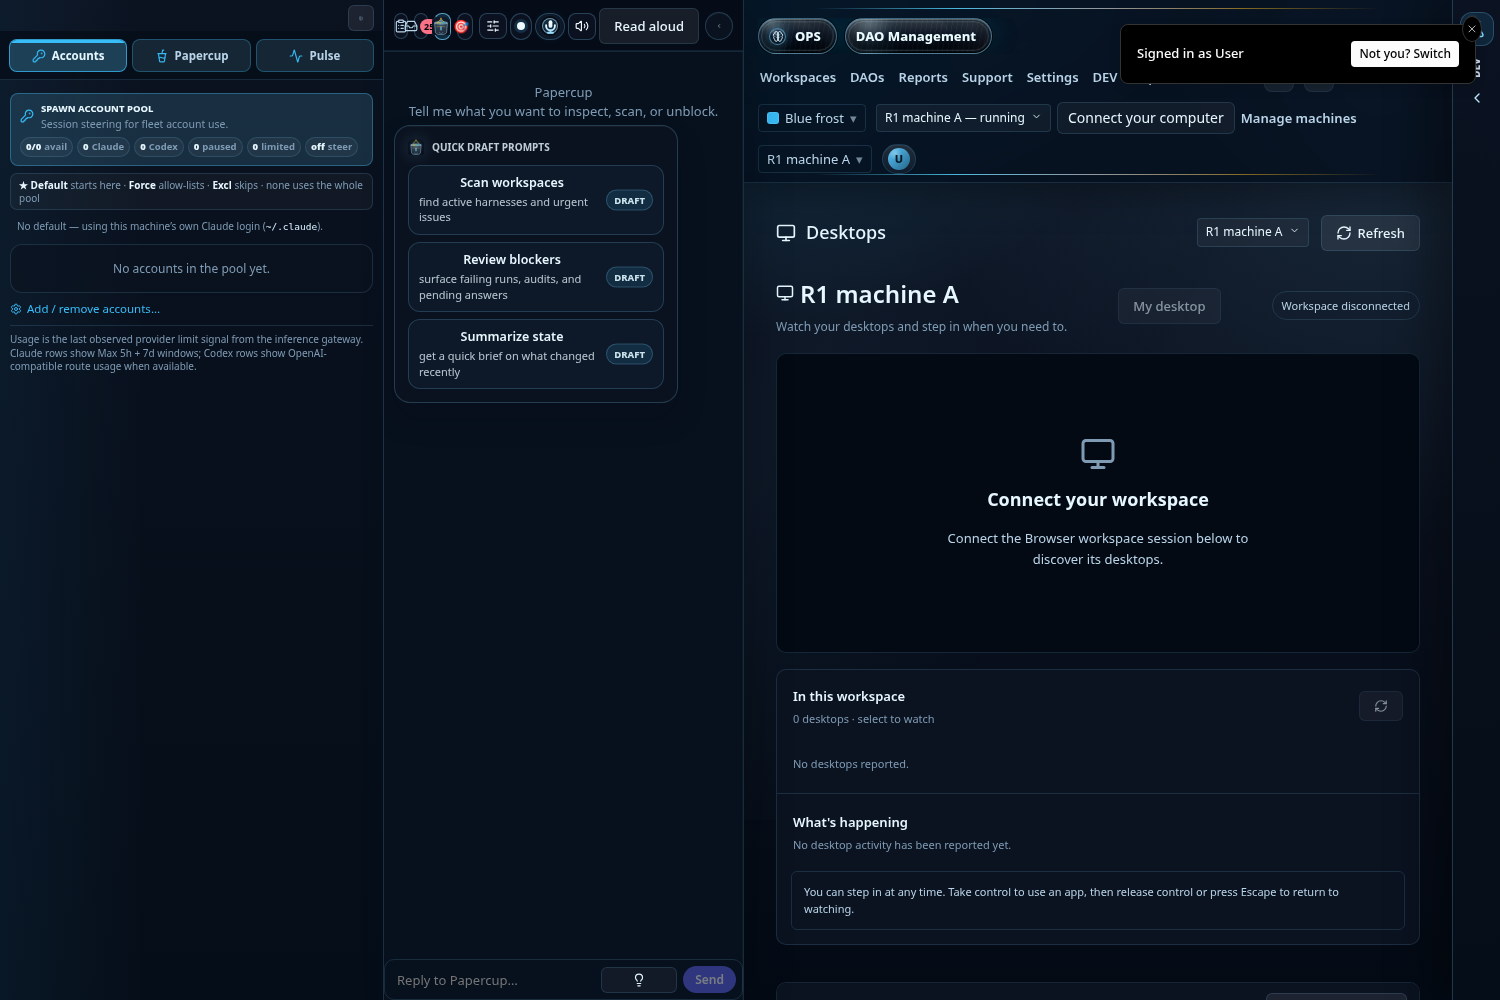 Accounts
Papercup
Pulse
SPAWN ACCOUNT POOL
Session steering for fleet account use.
0/0 avail
0 Claude
0 Codex
0 paused
0 limited
off steer
★ Default starts here · Force allow-lists · Excl skips · none uses the whole
pool
No default — using this machine's own Claude login (~/.claude).
No accounts in the pool yet.
Add / remove accounts...
Usage is the last observed provider limit signal from the inference gateway.
Claude rows show Max 5h + 7d windows; Codex rows show OpenAI-
compatible route usage when available.
Read aloud
Papercup
Tell me what you want to inspect, scan, or unblock.
QUICK DRAFT PROMPTS
Scan workspaces
find active harnesses and urgent
issues
DRAFT
Review blockers
surface failing runs, audits, and
pending answers
DRAFT
Summarize state
get a quick brief on what changed
recently
DRAFT
Reply to Papercup...
Send
OPS
DAO Management
Signed in as User
Not you? Switch
Workspaces
DAOs
Reports
Support
Settings
DEV
Blue frost ▾
R1 machine A — running
Connect your computer
Manage machines
R1 machine A ▾
U
Desktops
R1 machine A
Refresh
R1 machine A
Watch your desktops and step in when you need to.
My desktop
Workspace disconnected
Connect your workspace
Connect the Browser workspace session below to
discover its desktops.
In this workspace
0 desktops · select to watch
No desktops reported.
What's happening
No desktop activity has been reported yet.
You can step in at any time. Take control to use an app, then release control or press Escape to return to
watching.